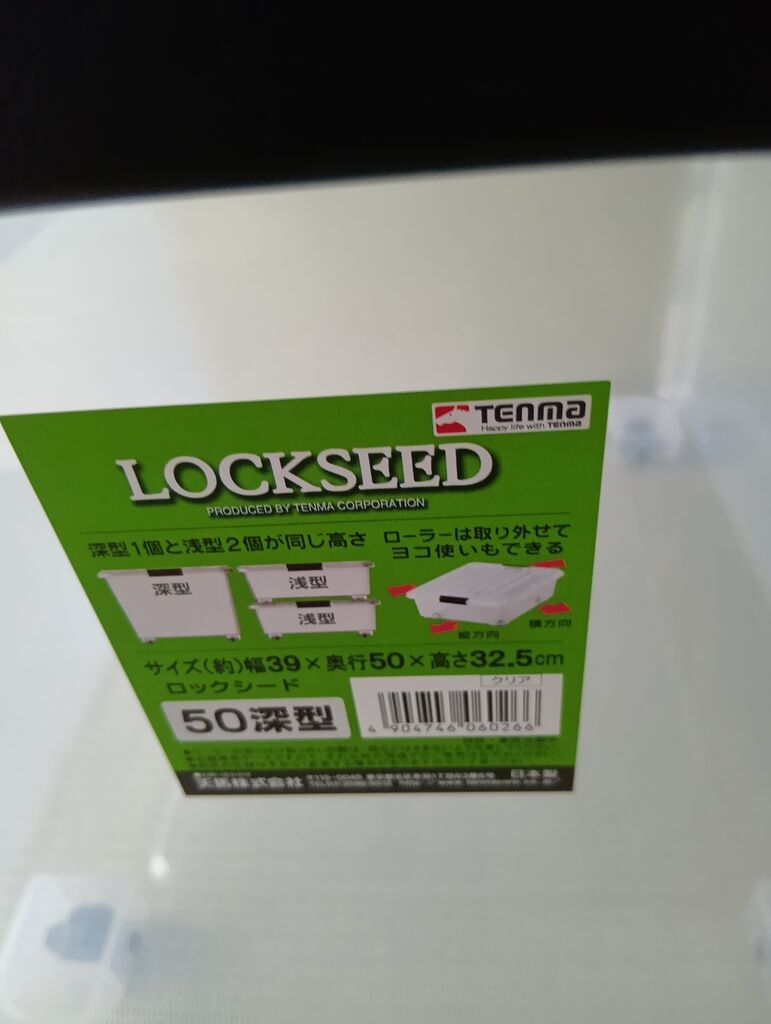 TENMA
Happy life with TENMA
LOCKSEED
PRODUCED BY TENMA CORPORATION
深型1個と浅型2個が同じ高さ
ローラーは取り外せて
ヨコ使いもできる
深型
浅型
浅型
縦方向
横方向
サイズ(約)幅39×奥行50×高さ32.5cm
ロックシード
クリア
50深型
4 904746 060266
天馬株式会社
日本製